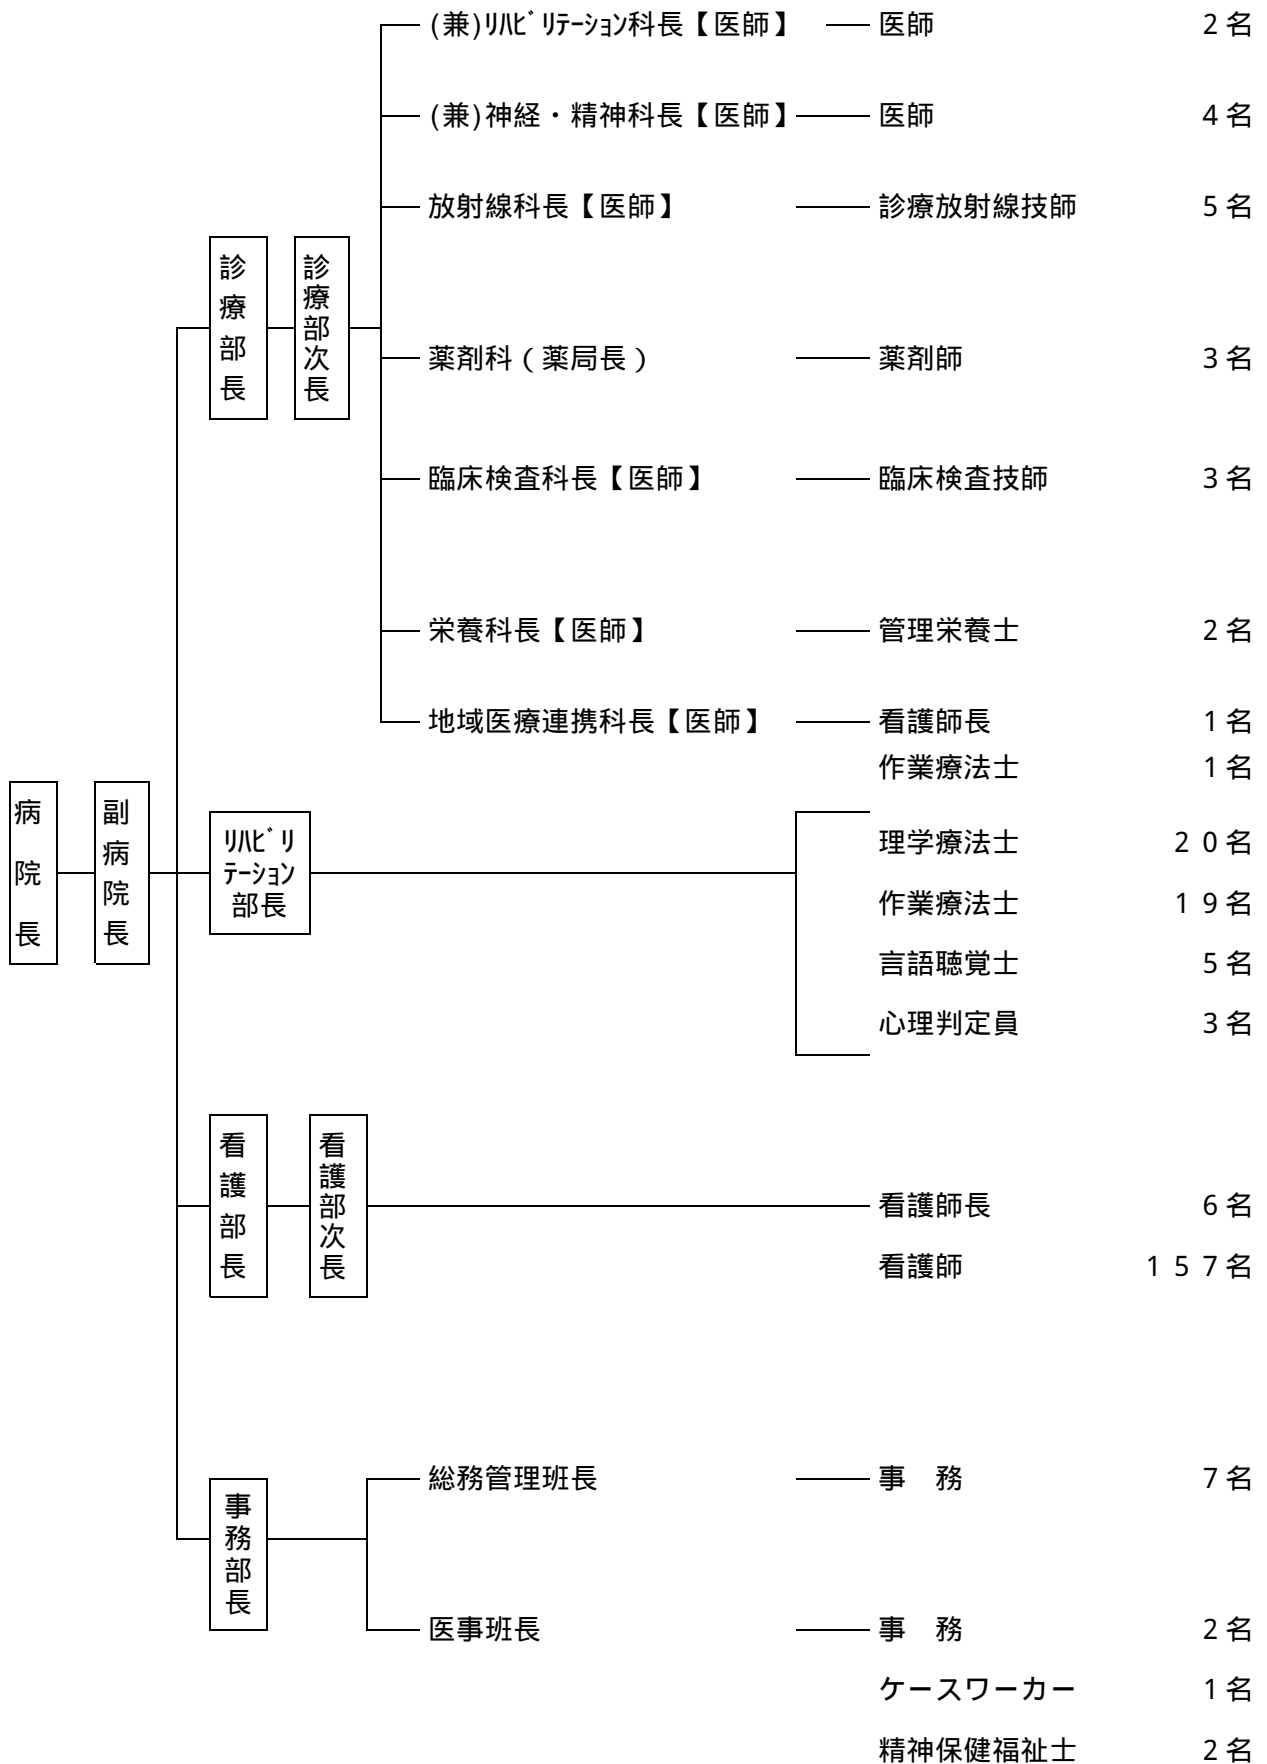 (兼)ﾘﾊﾋﾞﾘﾃｰｼｮﾝ科長【医師】 医師 2名
(兼)神経・精神科長【医師】 医師 4名
放射線科長【医師】 診療放射線技師 5名
診療部長
診療部次長
薬剤科(薬局長) 薬剤師 3名
臨床検査科長【医師】 臨床検査技師 3名
栄養科長【医師】 管理栄養士 2名
地域医療連携科長【医師】 看護師長 1名
作業療法士 1名
病院長
副病院長
ﾘﾊﾋﾞﾘ
ﾃｰｼｮﾝ
部長
理学療法士 20名
作業療法士 19名
言語聴覚士 5名
心理判定員 3名
看護部長
看護部次長
看護師長 6名
看護師 157名
事務部長
総務管理班長 事 務 7名
医事班長 事 務 2名
ケースワーカー 1名
精神保健福祉士 2名